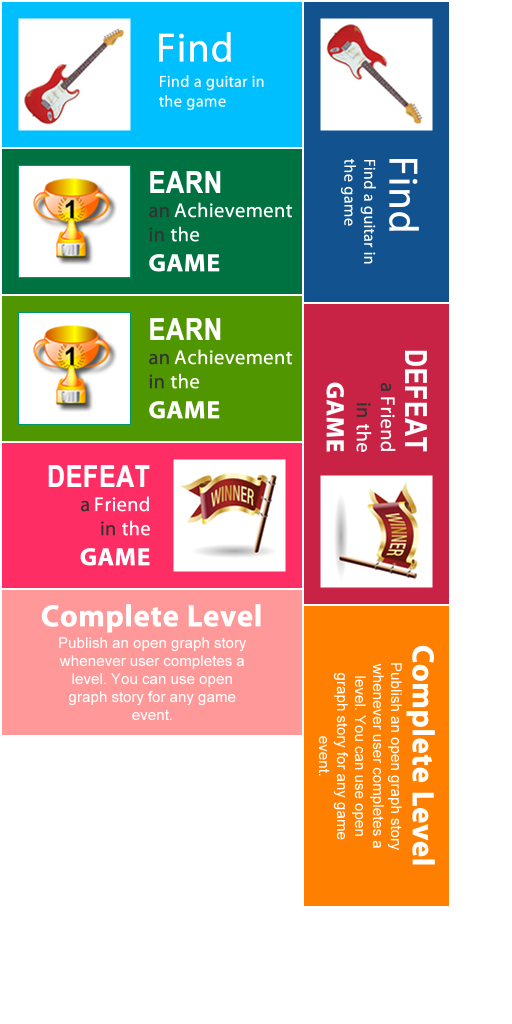 Find
Find a guitar in
the game
EARN
1
an Achievement
in the
GAME
EARN
1
an Achievement
in the
GAME
DEFEAT
a Friend
in the
GAME
WINNER
Complete Level
Publish an open graph story
whenever user completes a
level. You can use open
graph story for any game
event.
Find
Find a guitar in
the game
DEFEAT
a Friend
in the
GAME
WINNER
Complete Level
Publish an open graph story
whenever user completes a
level. You can use open
graph story for any game
event.